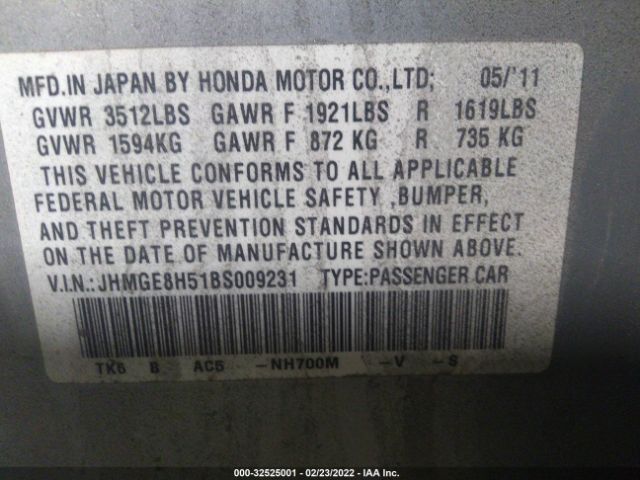 MFD.IN JAPAN BY HONDA MOTOR CO.,LTD; 05/'11
GVWR 3512LBS GAWR F 1921LBS R 1619LBS
GVWR 1594KG GAWR F 872 KG R 735 KG
THIS VEHICLE CONFORMS TO ALL APPLICABLE
FEDERAL MOTOR VEHICLE SAFETY ,BUMPER,
AND THEFT PREVENTION STANDARDS IN EFFECT
ON THE DATE OF MANUFACTURE SHOWN ABOVE.
V.I.N.:JHMGE8H51BS009231 TYPE:PASSENGER CAR
TK6 B AC5 -NH700M -V -S
000-32525001 - 02/23/2022 - IAA Inc.